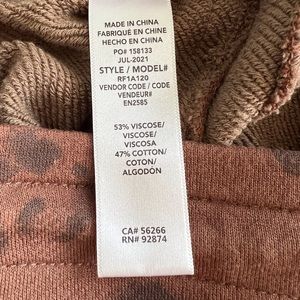 MADE IN CHINA
FABRIQUÉ EN CHINE
HECHO EN CHINA
PO# 158133
JUL-2021
STYLE / MODEL#
RF1A120
VENDOR CODE / CODE
VENDEUR#
EN2585
53% VISCOSE/
VISCOSE/
VISCOSA
47% COTTON/
COTON/
ALGODON
CA# 56266
RN# 92874